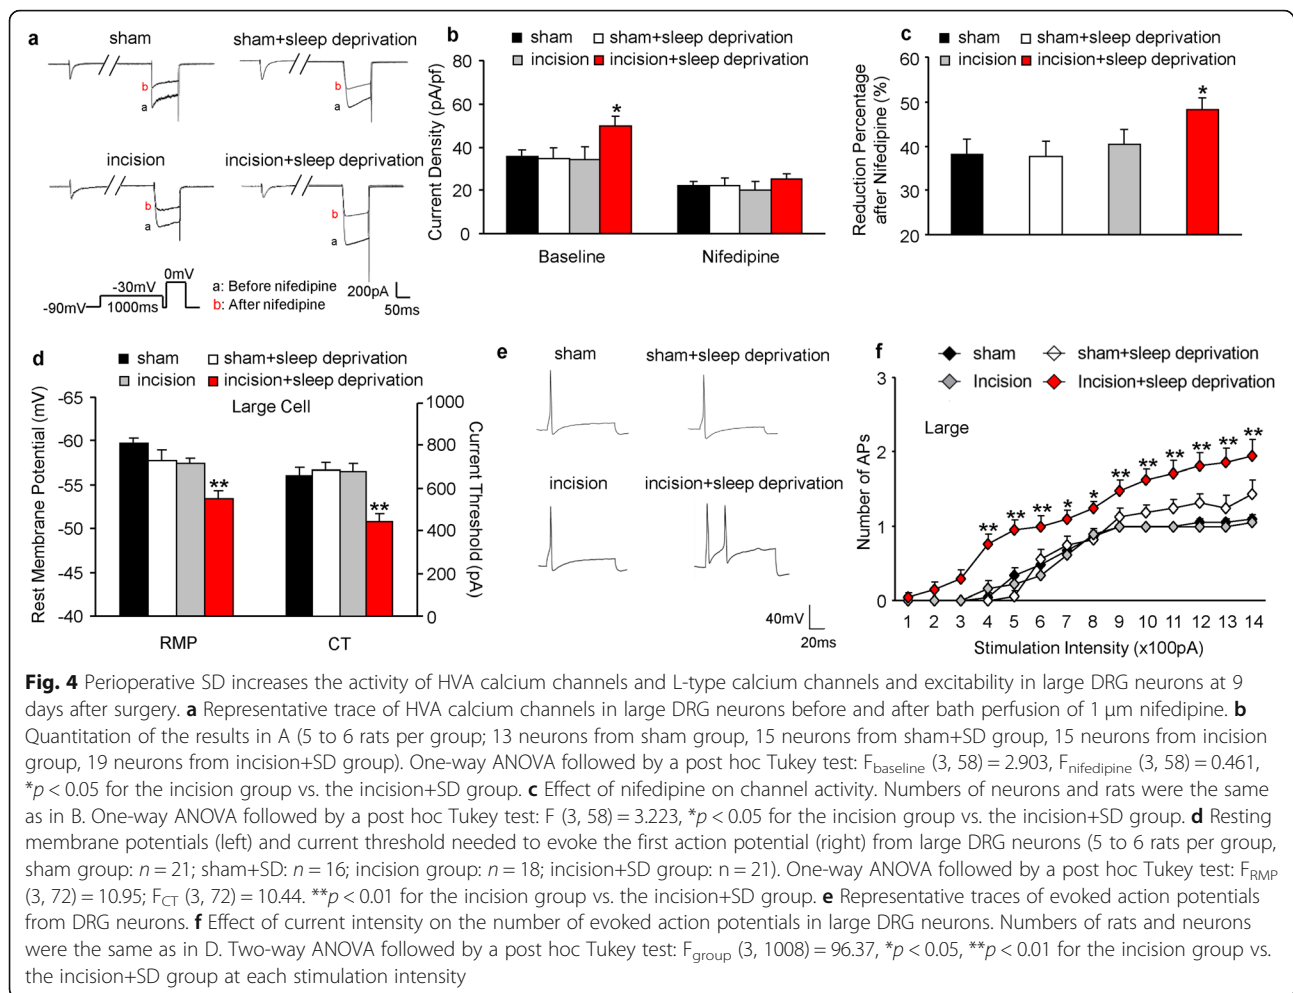 a
sham
sham+sleep deprivation
b
a
b
a
incision
incision+sleep deprivation
b
a
b
a
0mV
-30mV
-90mV
1000ms
a: Before nifedipine
b: After nifedipine
200pA
50ms
b
sham
sham+sleep deprivation
incision
incision+sleep deprivation
Current Density (pA/pf)
80
60
40
20
0
*
Baseline
Nifedipine
c
sham
sham+sleep deprivation
incision
incision+sleep deprivation
Reduction Percentage
after Nifedipine (%)
60
50
40
30
20
*
d
sham
sham+sleep deprivation
incision
incision+sleep deprivation
Large Cell
Rest Membrane Potential (mV)
-65
-60
-55
-50
-45
-40
**
**
1000
800
600
400
200
0
Current Threshold
(pA)
RMP
CT
e
sham
sham+sleep deprivation
incision
incision+sleep deprivation
40mV
20ms
f
sham
sham+sleep deprivation
Incision
Incision+sleep deprivation
Large
Number of APs
3
2
1
0
** ** ** * * ** ** ** ** ** **
1 2 3 4 5 6 7 8 9 10 11 12 13 14
Stimulation Intensity (x100pA)
Fig. 4 Perioperative SD increases the activity of HVA calcium channels and L-type calcium channels and excitability in large DRG neurons at 9
days after surgery. a Representative trace of HVA calcium channels in large DRG neurons before and after bath perfusion of 1 μm nifedipine. b
Quantitation of the results in A (5 to 6 rats per group; 13 neurons from sham group, 15 neurons from sham+SD group, 15 neurons from incision
group, 19 neurons from incision+SD group). One-way ANOVA followed by a post hoc Tukey test: Fbaseline (3, 58) = 2.903, Fnifedipine (3, 58) = 0.461,
*p < 0.05 for the incision group vs. the incision+SD group. c Effect of nifedipine on channel activity. Numbers of neurons and rats were the same
as in B. One-way ANOVA followed by a post hoc Tukey test: F (3, 58) = 3.223, *p < 0.05 for the incision group vs. the incision+SD group. d Resting
membrane potentials (left) and current threshold needed to evoke the first action potential (right) from large DRG neurons (5 to 6 rats per group,
sham group: n = 21; sham+SD: n = 16; incision group: n = 18; incision+SD group: n = 21). One-way ANOVA followed by a post hoc Tukey test: FRMP
(3, 72) = 10.95; FCT (3, 72) = 10.44. **p < 0.01 for the incision group vs. the incision+SD group. e Representative traces of evoked action potentials
from DRG neurons. f Effect of current intensity on the number of evoked action potentials in large DRG neurons. Numbers of rats and neurons
were the same as in D. Two-way ANOVA followed by a post hoc Tukey test: Fgroup (3, 1008) = 96.37, *p < 0.05, **p < 0.01 for the incision group vs.
the incision+SD group at each stimulation intensity